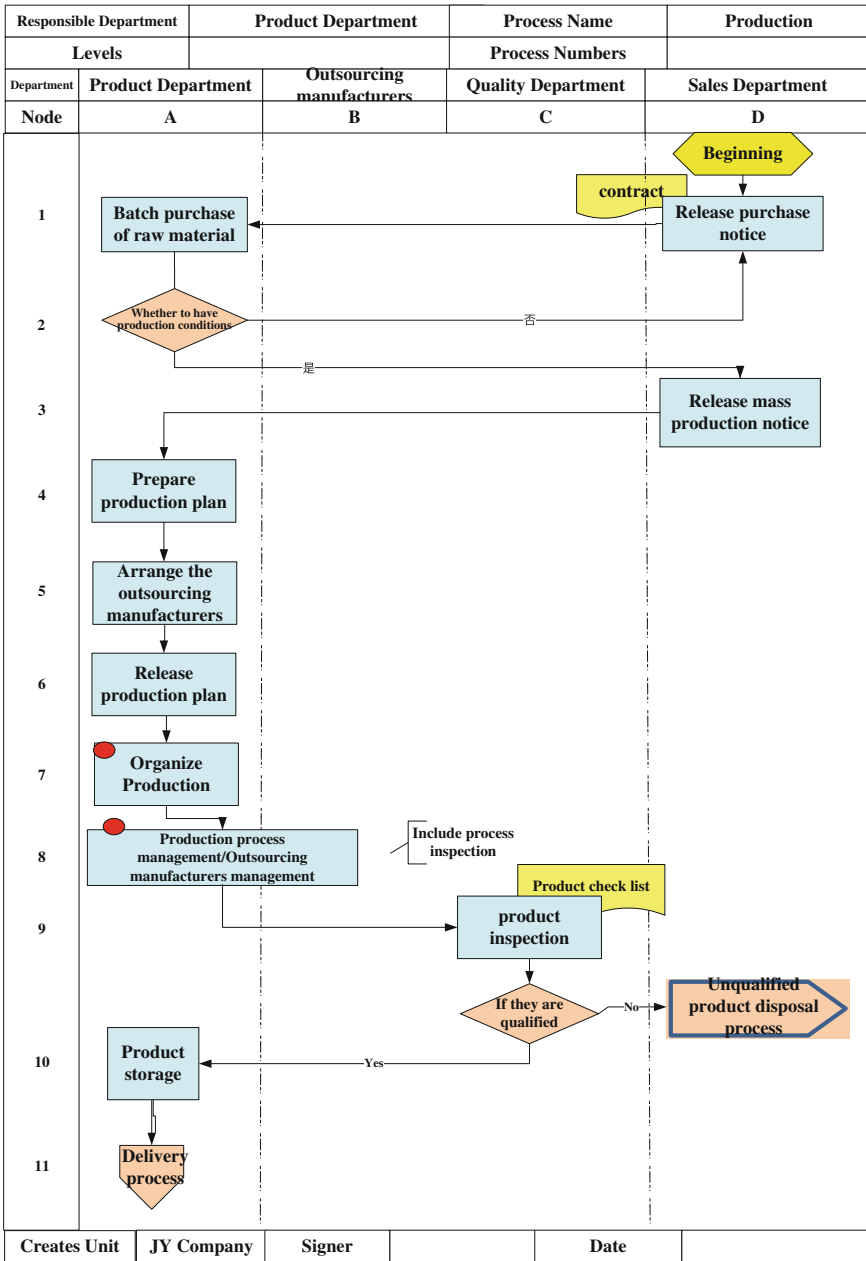 Responsible Department Product Department Process Name Production
Levels Process Numbers
Department Product Department Outsourcing manufacturers Quality Department Sales Department
Node A B C D
Beginning
contract
1
Batch purchase
of raw material
Release purchase
notice
2
Whether to have
production conditions
否
是
3
Release mass
production notice
4
Prepare
production plan
5
Arrange the
outsourcing
manufacturers
6
Release
production plan
7
Organize
Production
8
Production process
management/Outsourcing
manufacturers management
Include process
inspection
Product check list
9
product
inspection
If they are
qualified
No
Unqualified
product disposal
process
10
Product
storage
Yes
11
Delivery
process
Creates Unit JY Company Signer Date